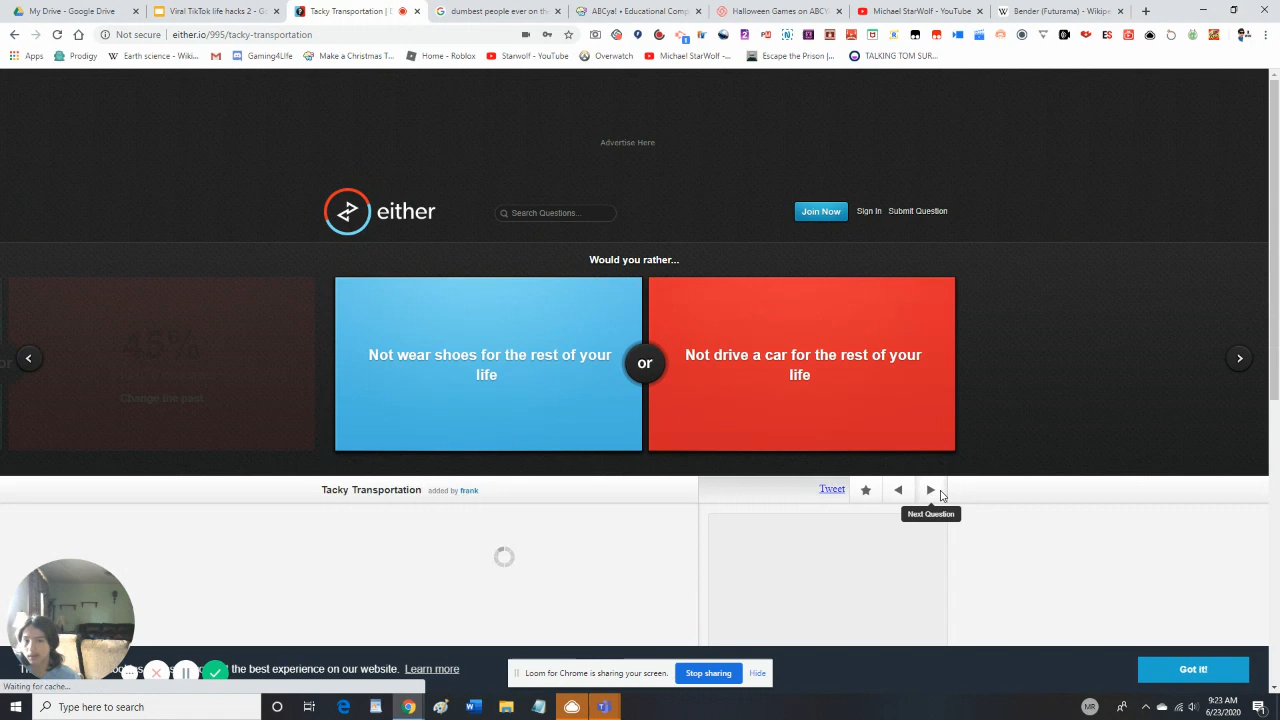 My Drive - Google Drive
Viral TikTok life hacks 2 - G
Tacky Transportation | E
dumbest people ever on th
ABCya! • Educational Comp
Halloween Games on ABCY
Michael StarWolf - YouTube
Bender (Futurama) - Wikipe
Not secure | either.io/995/tacky-transportation
Apps
Prodigy
Earth science - Wiki...
Gaming4LIfe
Make a Christmas T...
Home - Roblox
Starwolf - YouTube
Overwatch
Michael StarWolf -...
Escape the Prison |...
TALKING TOM SUR...
Advertise Here
either
Search Questions...
Join Now
Sign In
Submit Question
Would you rather...
or
Change the past
Not wear shoes for the rest of your
life
or
Not drive a car for the rest of your
life
Tacky Transportation
added by frank
Tweet
Next Question
the best experience on our website. Learn more
Loom for Chrome is sharing your screen.
Stop sharing
Hide
Got it!
Waiting for cache...
Type here to search
MR
9:23 AM
6/23/2020